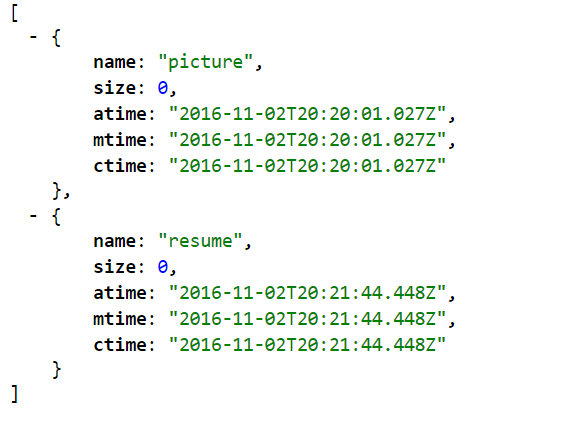 [
  - {
        name: "picture",
        size: 0,
        atime: "2016-11-02T20:20:01.027Z",
        mtime: "2016-11-02T20:20:01.027Z",
        ctime: "2016-11-02T20:20:01.027Z"
    },
  - {
        name: "resume",
        size: 0,
        atime: "2016-11-02T20:21:44.448Z",
        mtime: "2016-11-02T20:21:44.448Z",
        ctime: "2016-11-02T20:21:44.448Z"
    }
]